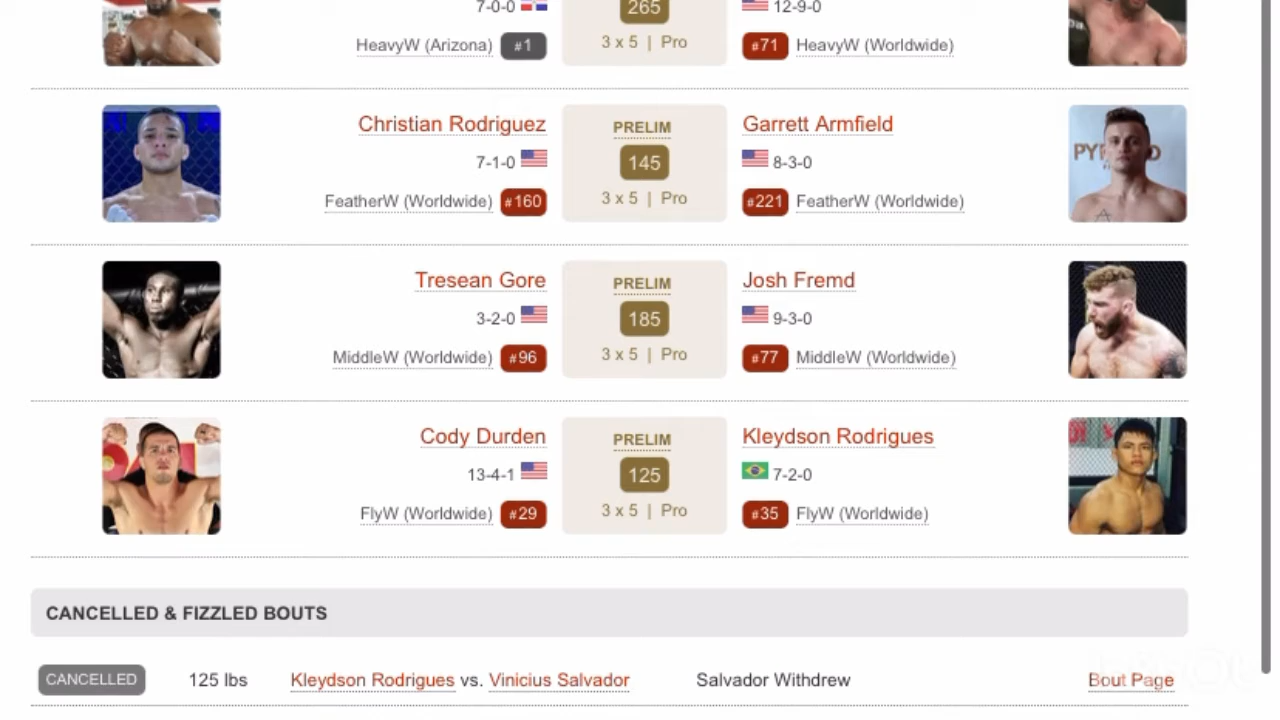 7-0-0 265 12-9-0
HeavyW (Arizona) #1 3 x 5 | Pro #71 HeavyW (Worldwide)
Christian Rodriguez PRELIM Garrett Armfield
7-1-0 145 8-3-0
FeatherW (Worldwide) #160 3 x 5 | Pro #221 FeatherW (Worldwide)
Tresean Gore PRELIM Josh Fremd
3-2-0 185 9-3-0
MiddleW (Worldwide) #96 3 x 5 | Pro #77 MiddleW (Worldwide)
Cody Durden PRELIM Kleydson Rodrigues
13-4-1 125 7-2-0
FlyW (Worldwide) #29 3 x 5 | Pro #35 FlyW (Worldwide)
CANCELLED & FIZZLED BOUTS
CANCELLED 125 lbs Kleydson Rodrigues vs. Vinicius Salvador Salvador Withdrew Bout Page